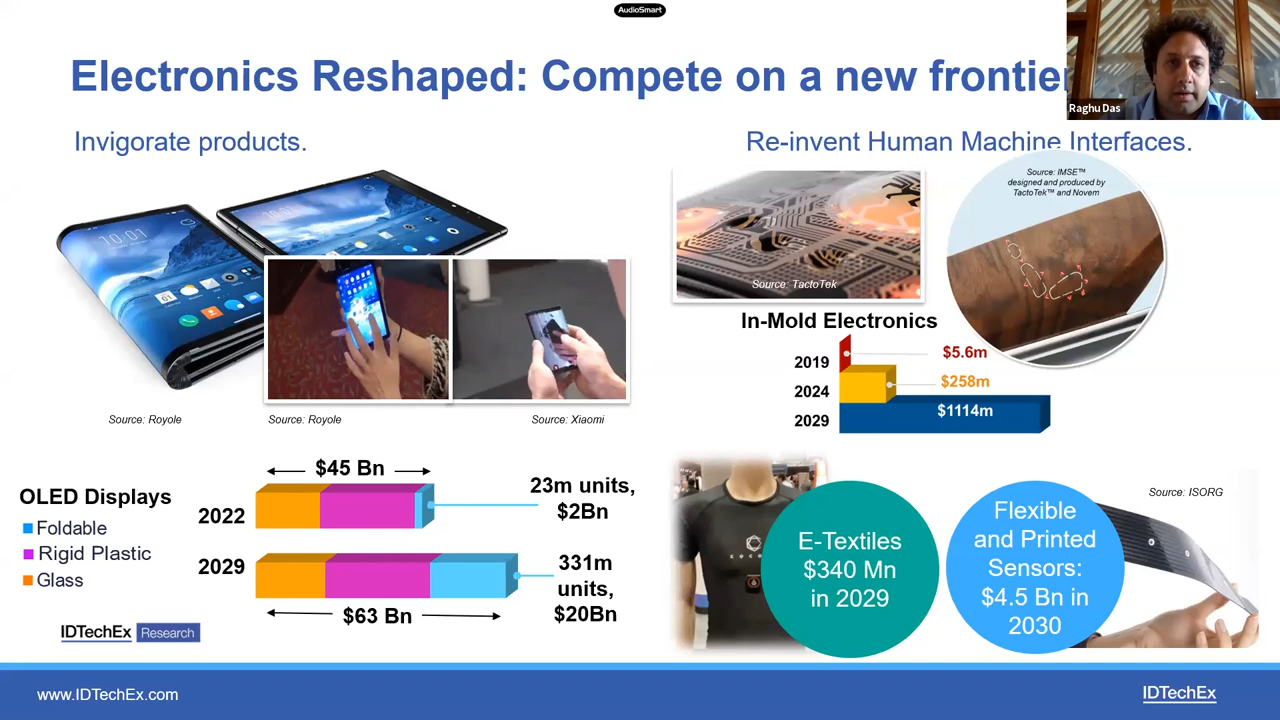 AudioSmart
Electronics Reshaped: Compete on a new frontier
Raghu Das
Invigorate products.
Re-invent Human Machine Interfaces.
10:01
Source: Royole
Source: Royole
Source: Xiaomi
Source: TactoTek
Source: IMSE™
designed and produced by
TactoTek™ and Novem
In-Mold Electronics
2019
$5.6m
2024
$258m
2029
$1114m
OLED Displays
Foldable
Rigid Plastic
Glass
$45 Bn
2022
23m units,
$2Bn
2029
331m
units,
$20Bn
$63 Bn
E-Textiles
$340 Mn
in 2029
Flexible
and Printed
Sensors:
$4.5 Bn in
2030
Source: ISORG
IDTechEx Research
www.IDTechEx.com
IDTechEx